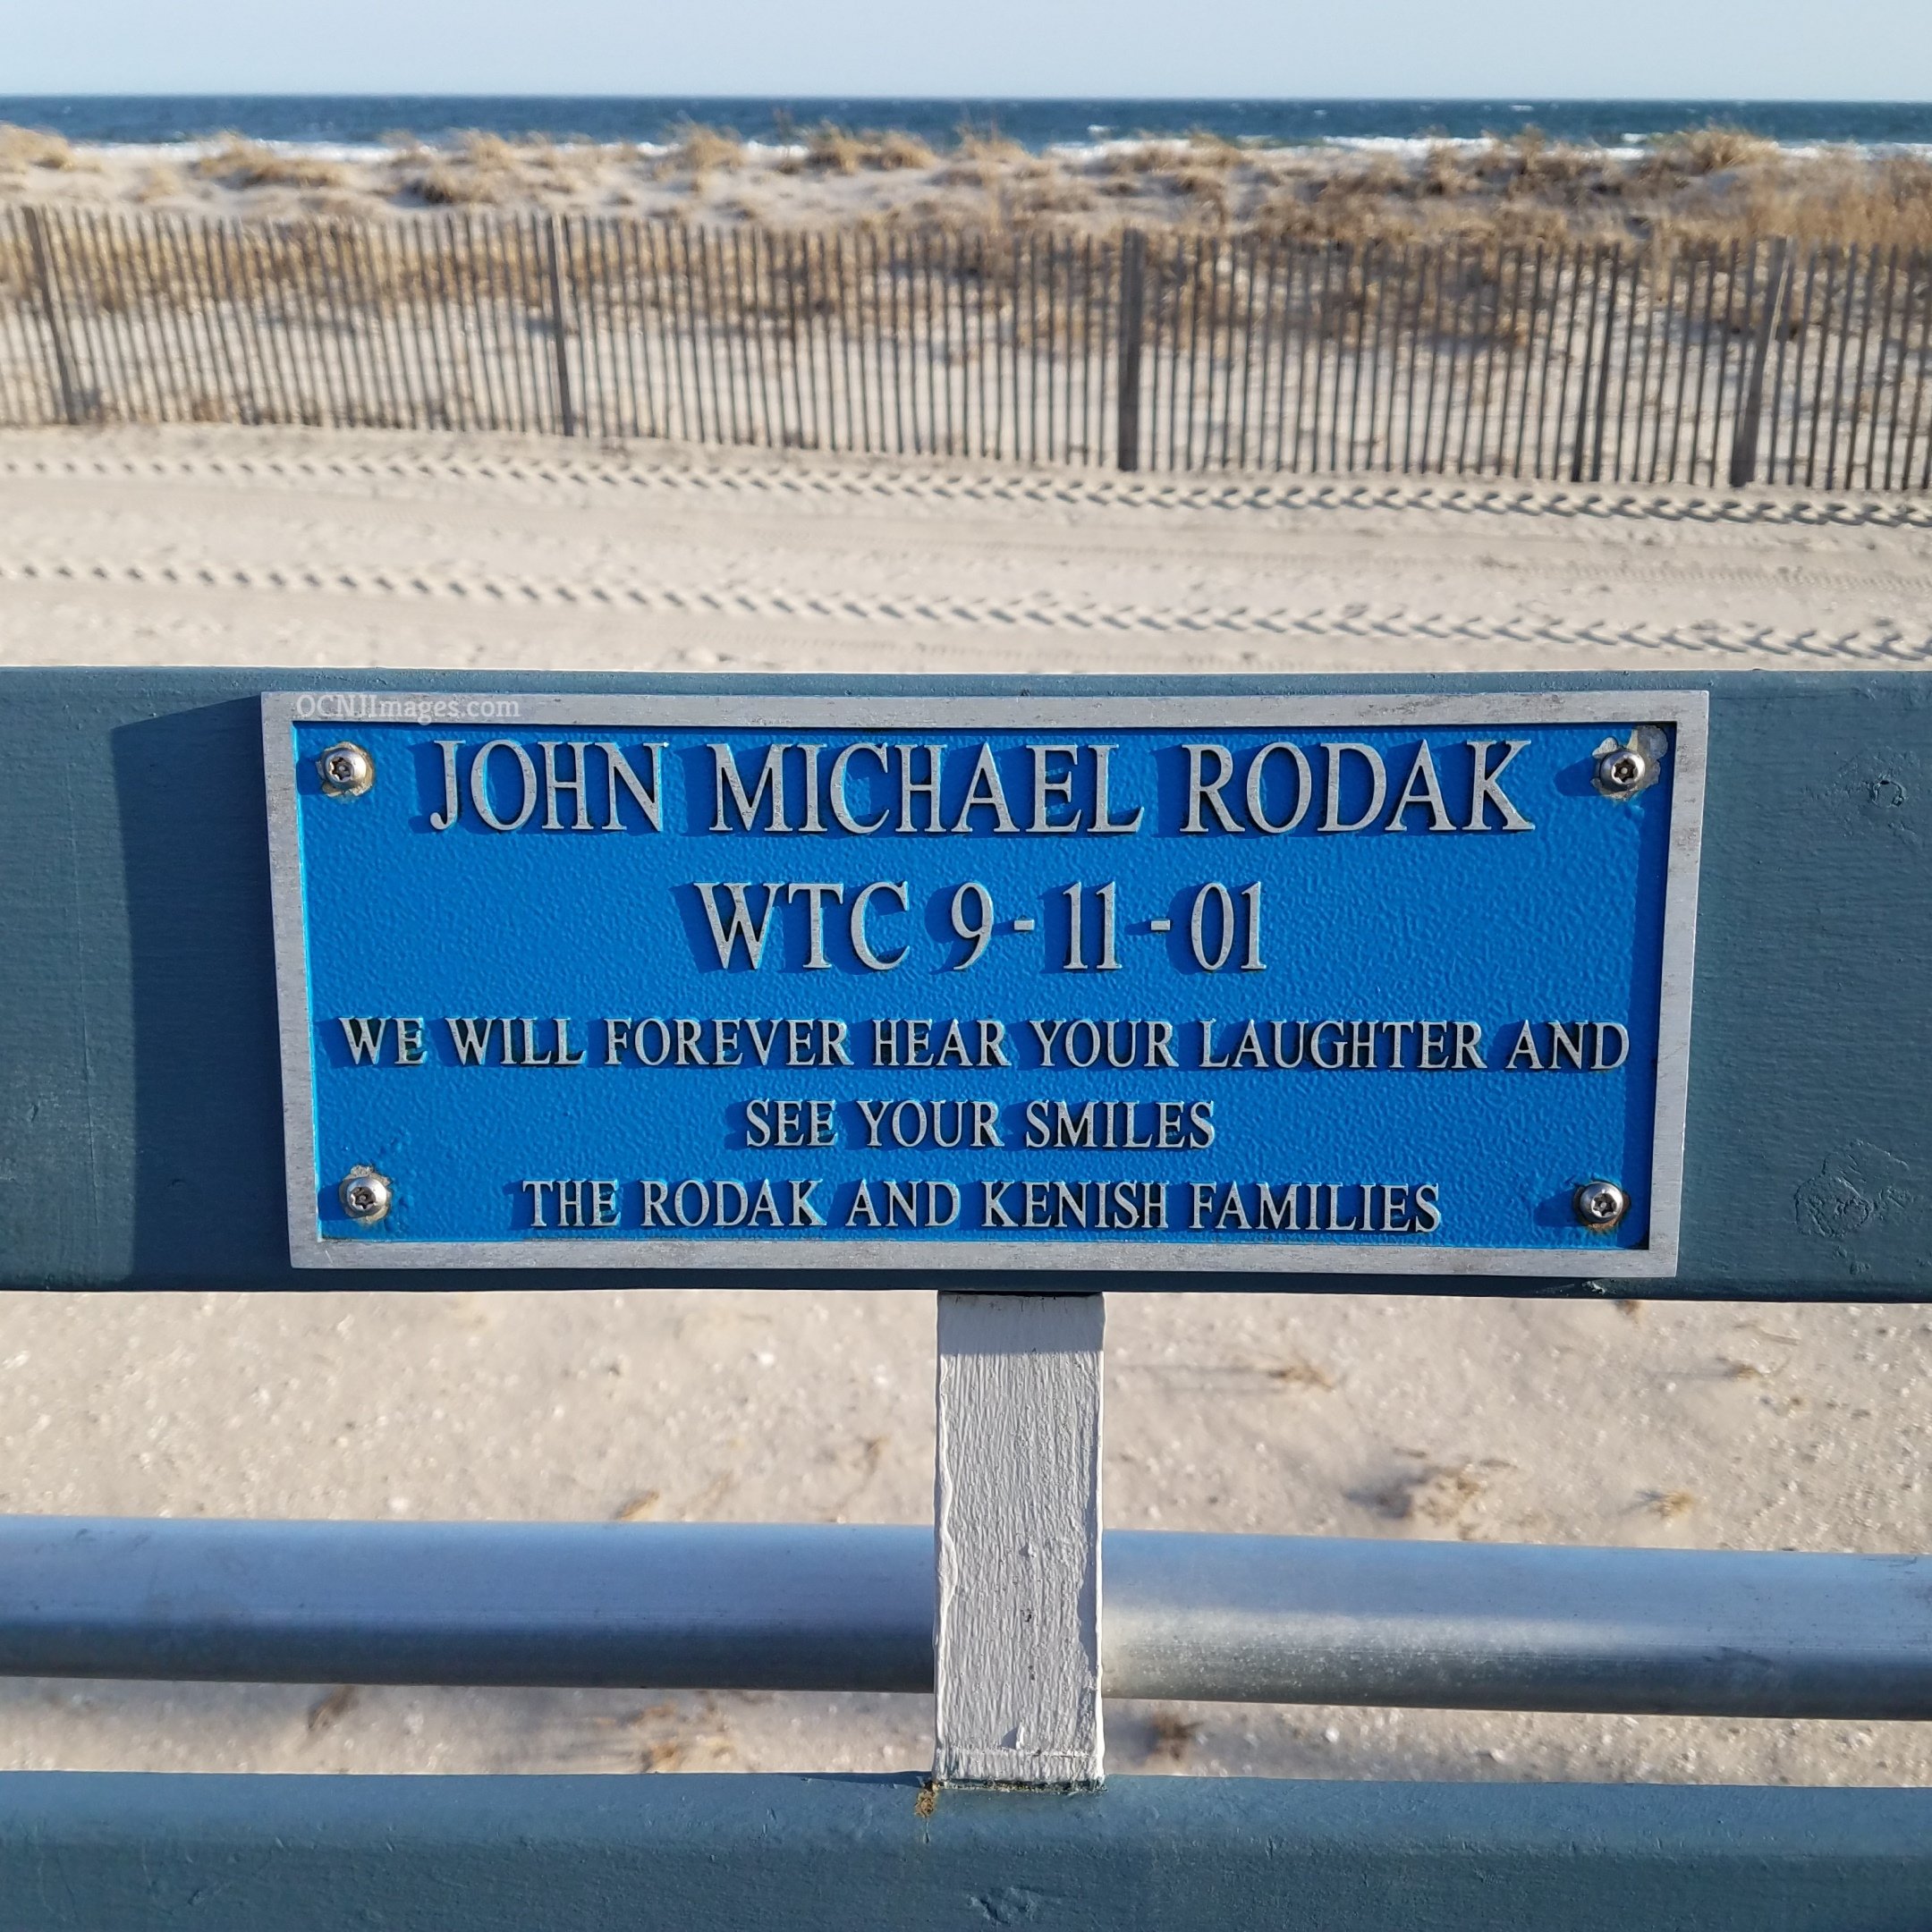 OCNJImages.com
JOHN MICHAEL RODAK
WTC 9-11-01
WE WILL FOREVER HEAR YOUR LAUGHTER AND
SEE YOUR SMILES
THE RODAK AND KENISH FAMILIES